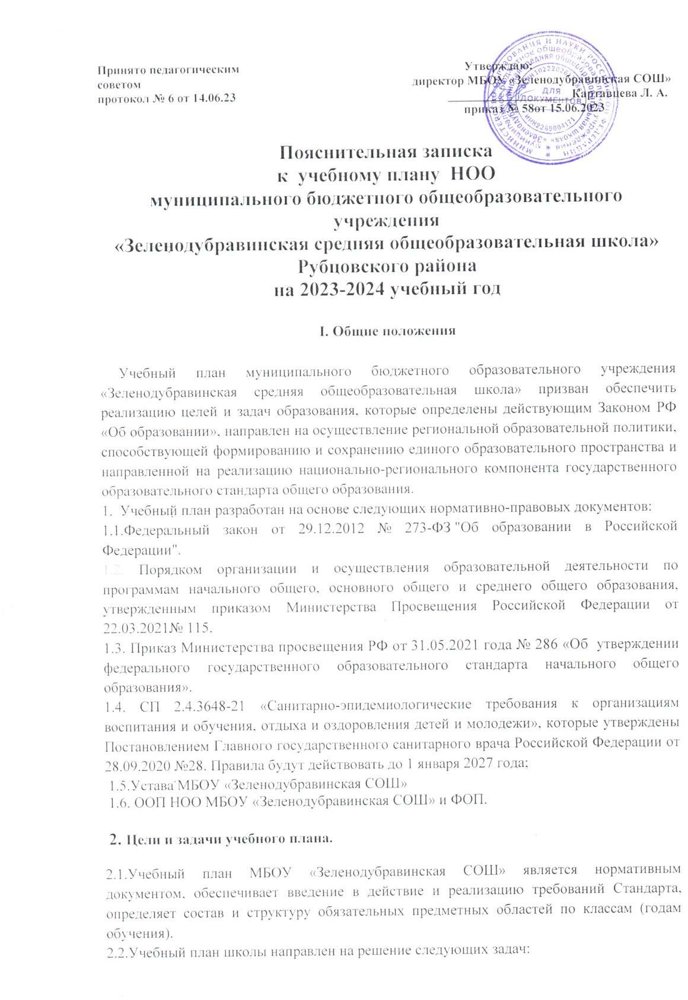 Принято педагогическим
советом
протокол № 6 от 14.06.23
Утверждаю:
директор МБОУ «Зеленодубравинская СОШ»
Картавцева Л. А.
приказ № 58от 15.06.2023
МИНИСТЕРСТВО ОБРАЗОВАНИЯ И НАУКИ РОССИЙСКОЙ ФЕДЕРАЦИИ
ДЛЯ
ДОКУМЕНТОВ
ИНН2269004171
Пояснительная записка
к учебному плану НОО
муниципального бюджетного общеобразовательного
учреждения
«Зеленодубравинская средняя общеобразовательная школа»
Рубцовского района
на 2023-2024 учебный год
I. Общие положения
Учебный план муниципального бюджетного образовательного учреждения
«Зеленодубравинская средняя общеобразовательная школа» призван обеспечить
реализацию целей и задач образования, которые определены действующим Законом РФ
«Об образовании», направлен на осуществление региональной образовательной политики,
способствующей формированию и сохранению единого образовательного пространства и
направленной на реализацию национально-регионального компонента государственного
образовательного стандарта общего образования.
1. Учебный план разработан на основе следующих нормативно-правовых документов:
1.1.Федеральный закон от 29.12.2012 № 273-ФЗ "Об образовании в Российской
Федерации".
1.2. Порядком организации и осуществления образовательной деятельности по
программам начального общего, основного общего и среднего общего образования,
утвержденным приказом Министерства Просвещения Российской Федерации от
22.03.2021№ 115.
1.3. Приказ Министерства просвещения РФ от 31.05.2021 года № 286 «Об утверждении
федерального государственного образовательного стандарта начального общего
образования».
1.4. СП 2.4.3648-21 «Санитарно-эпидемиологические требования к организациям
воспитания и обучения, отдыха и оздоровления детей и молодежи», которые утверждены
Постановлением Главного государственного санитарного врача Российской Федерации от
28.09.2020 №28. Правила будут действовать до 1 января 2027 года;
1.5.Устава МБОУ «Зеленодубравинская СОШ»
1.6. ООП НОО МБОУ «Зеленодубравинская СОШ» и ФОП.
2. Цели и задачи учебного плана.
2.1.Учебный план МБОУ «Зеленодубравинская СОШ» является нормативным
документом, обеспечивает введение в действие и реализацию требований Стандарта,
определяет состав и структуру обязательных предметных областей по классам (годам
обучения).
2.2.Учебный план школы направлен на решение следующих задач: